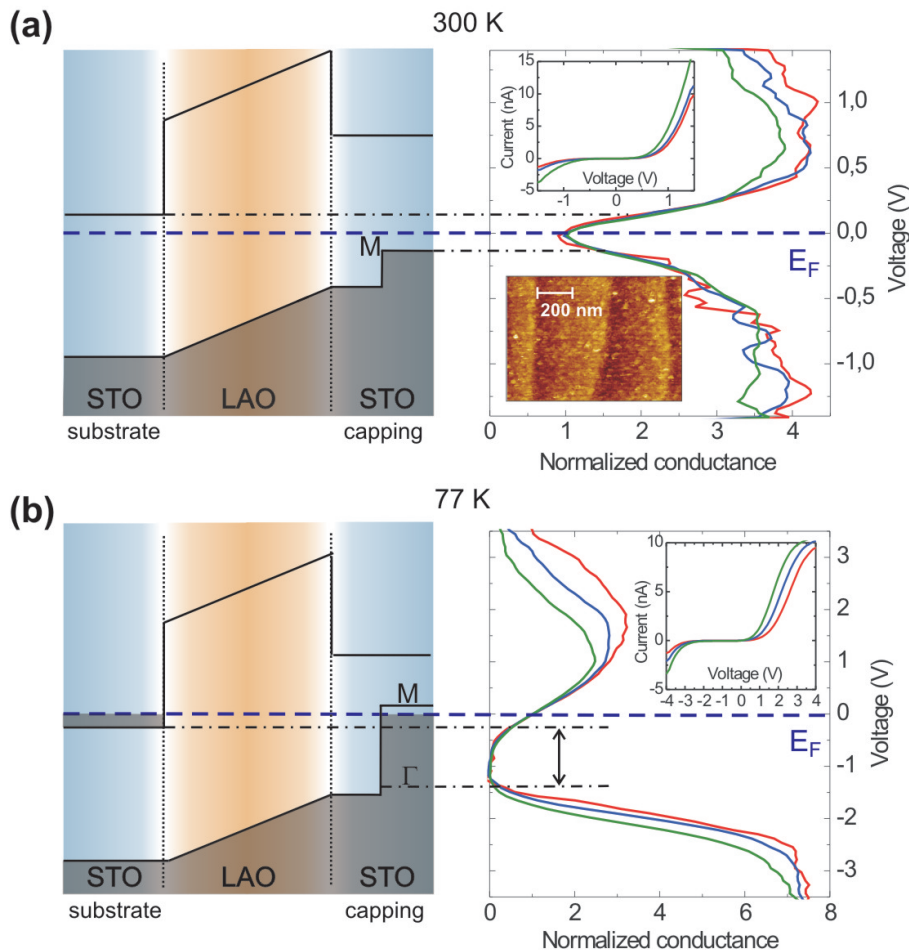 (a)
300 K
M
STO
LAO
STO
substrate
capping
15
10
5
0
-5
-1
0
1
Current (nA)
Voltage (V)
200 nm
E_F
1,0
0,5
0,0
-0,5
-1,0
Voltage (V)
0
1
2
3
4
Normalized conductance
(b)
77 K
M
Γ
STO
LAO
STO
substrate
capping
10
5
0
-5
-4
-3
-2
-1
0
1
2
3
4
Current (nA)
Voltage (V)
E_F
3
2
1
0
-1
-2
-3
Voltage (V)
0
2
4
6
8
Normalized conductance